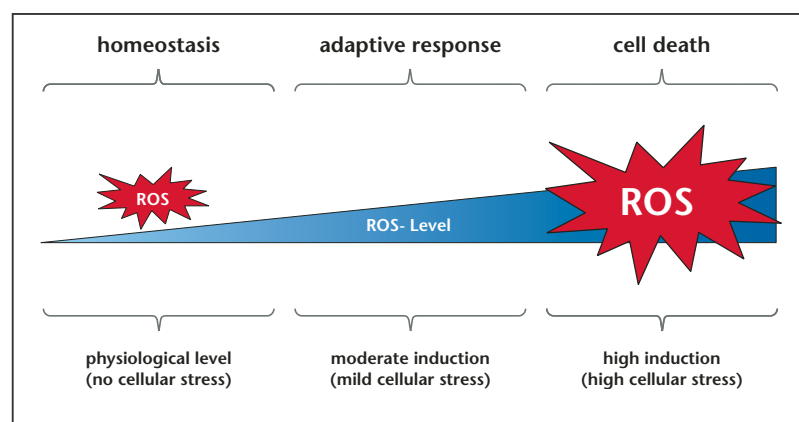 homeostasis
adaptive response
cell death
ROS
ROS
ROS- Level
physiological level
(no cellular stress)
moderate induction
(mild cellular stress)
high induction
(high cellular stress)